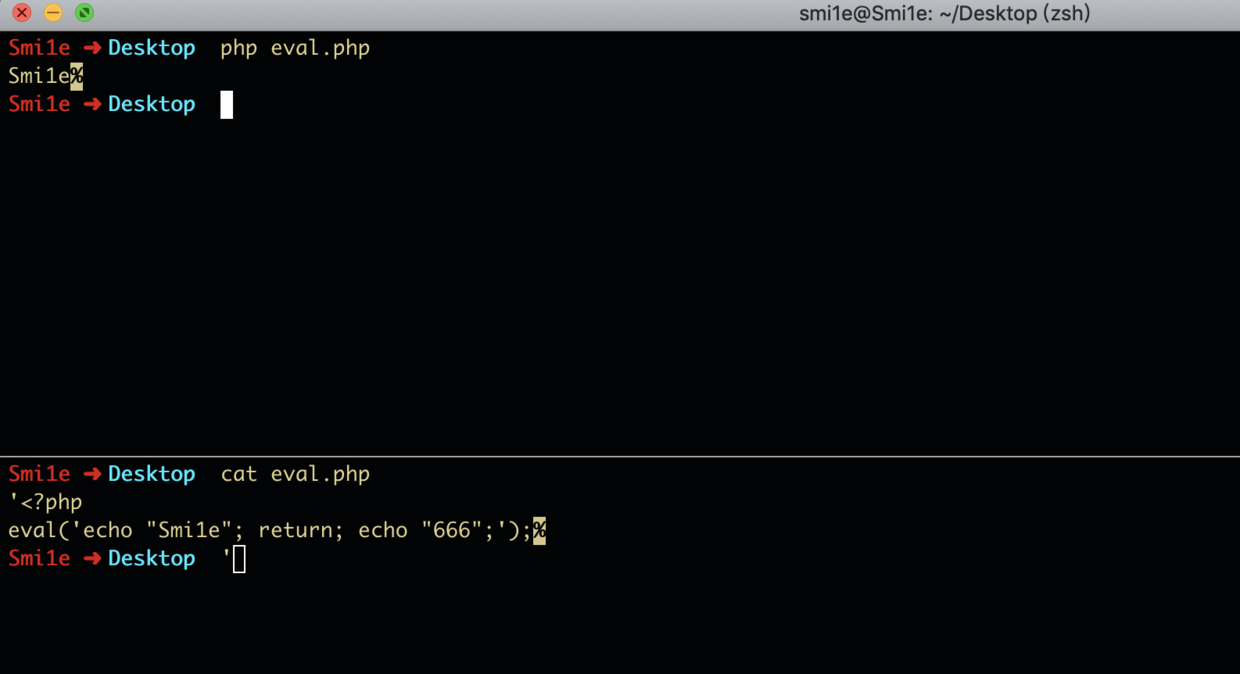 smi1e@Smi1e: ~/Desktop (zsh)
Smi1e ➜ Desktop  php eval.php
Smi1e%
Smi1e ➜ Desktop
Smi1e ➜ Desktop  cat eval.php
'<?php
eval('echo "Smi1e"; return; echo "666";');%
Smi1e ➜ Desktop  '